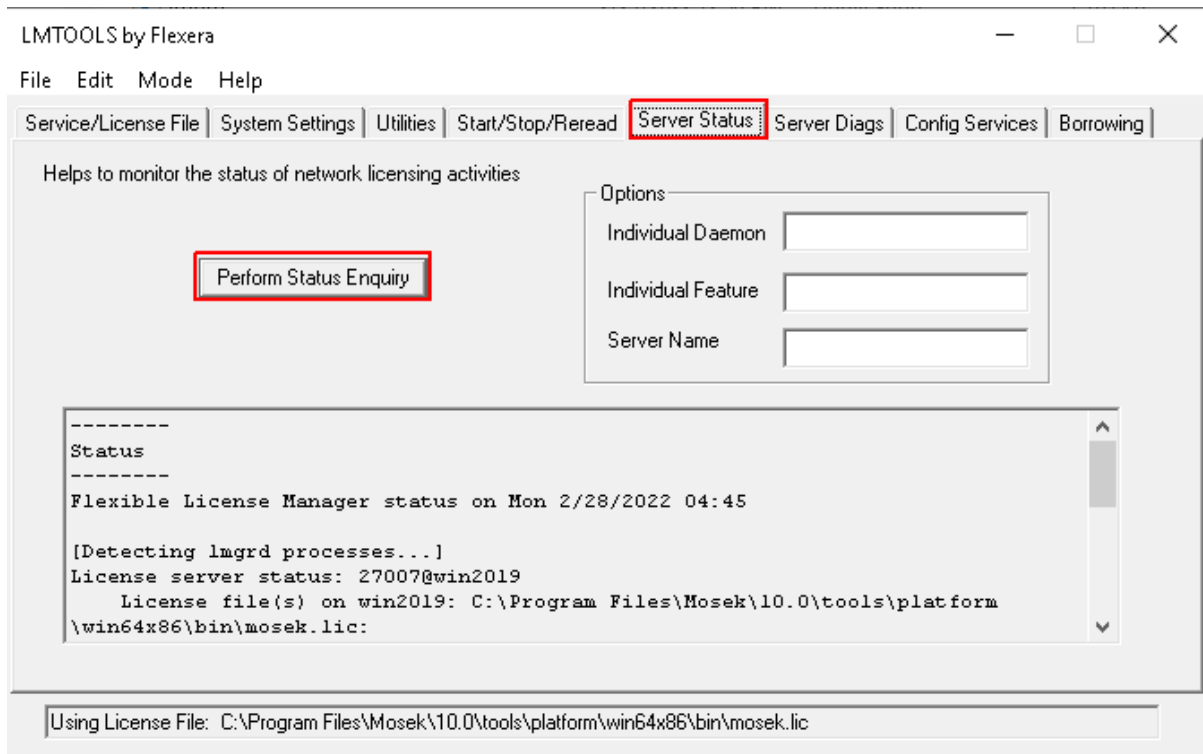 LMTOOLS by Flexera
File Edit Mode Help
Service/License File System Settings Utilities Start/Stop/Reread Server Status Server Diags Config Services Borrowing
Helps to monitor the status of network licensing activities
Options
Individual Daemon
Perform Status Enquiry
Individual Feature
Server Name
--------
Status
--------
Flexible License Manager status on Mon 2/28/2022 04:45
[Detecting lmgrd processes...]
License server status: 27007@win2019
License file(s) on win2019: C:\Program Files\Mosek\10.0\tools\platform
\win64x86\bin\mosek.lic:
Using License File: C:\Program Files\Mosek\10.0\tools\platform\win64x86\bin\mosek.lic